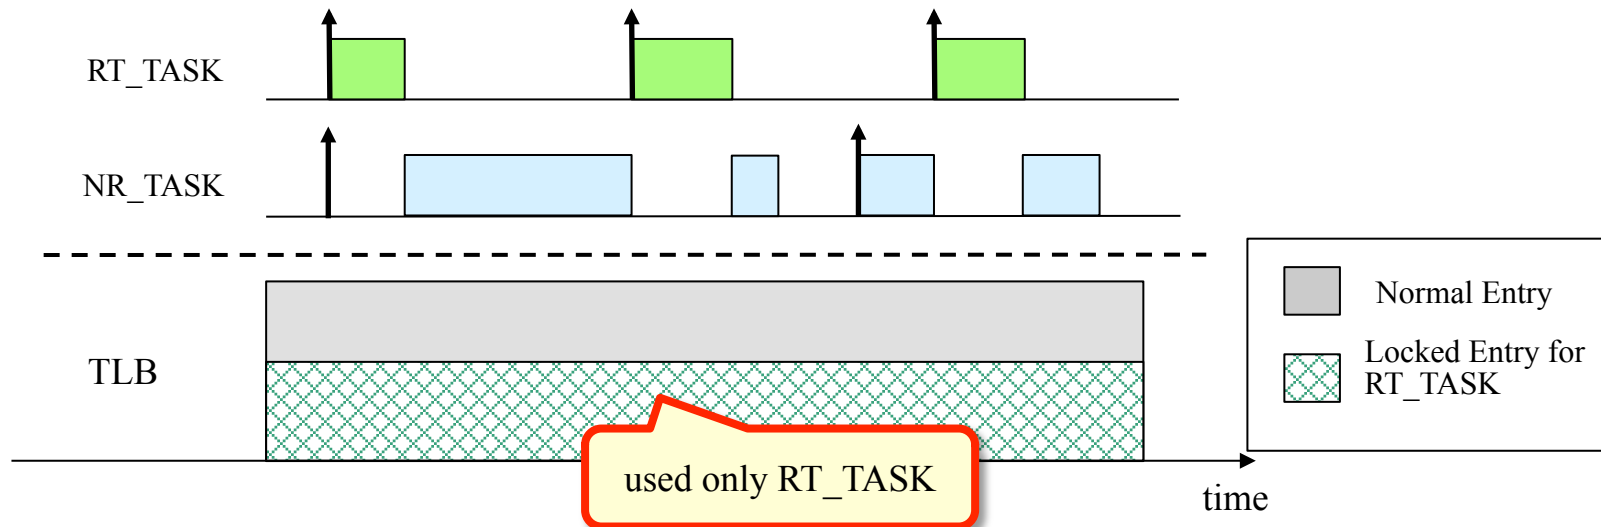 RT_TASK
NR_TASK
TLB
used only RT_TASK
time
Normal Entry
Locked Entry for
RT_TASK